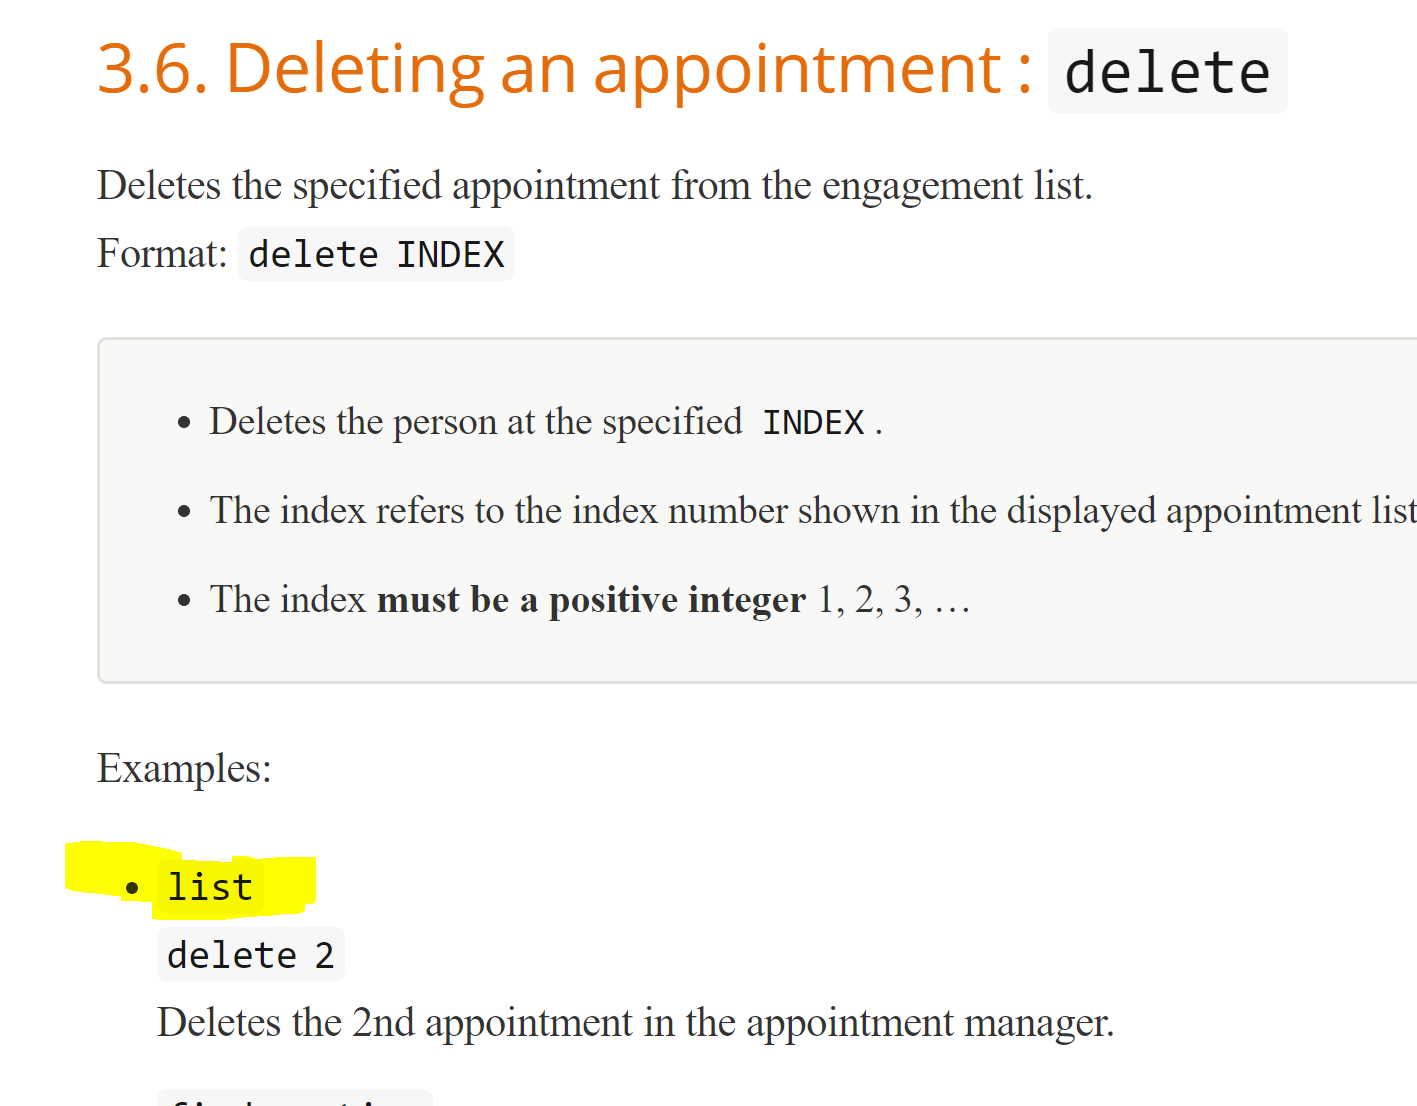 3.6. Deleting an appointment : delete
Deletes the specified appointment from the engagement list.
Format: delete INDEX
• Deletes the person at the specified INDEX.
• The index refers to the index number shown in the displayed appointment list
• The index must be a positive integer 1, 2, 3, …
Examples:
• list
delete 2
Deletes the 2nd appointment in the appointment manager.